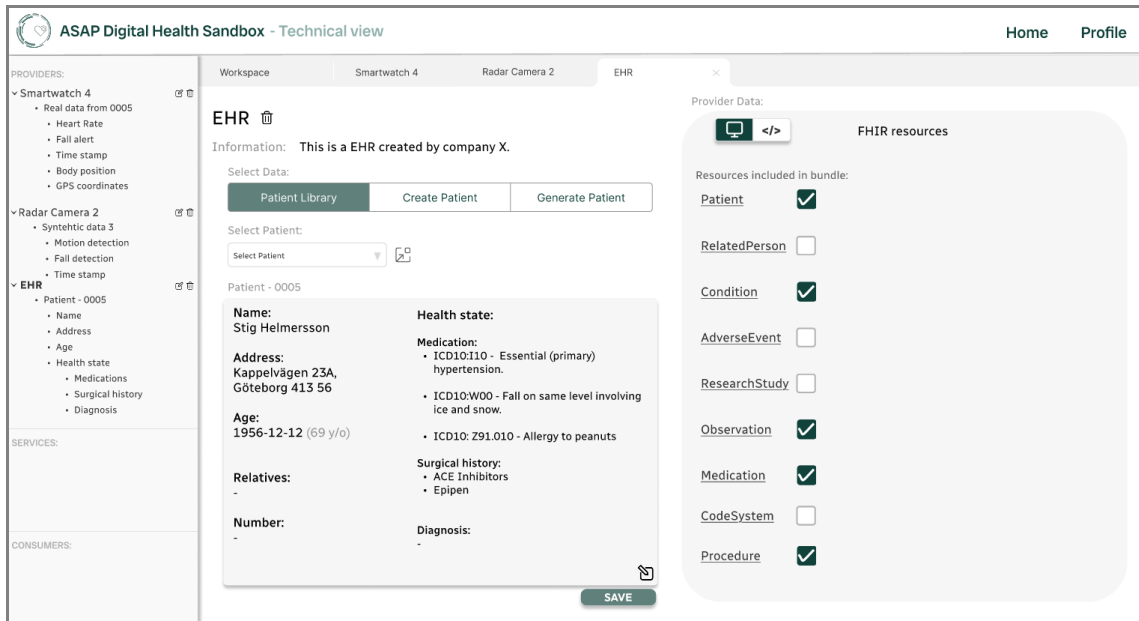 ASAP Digital Health Sandbox - Technical view
Home
Profile
PROVIDERS:
Smartwatch 4
Real data from 0005
Heart Rate
Fall alert
Time stamp
Body position
GPS coordinates
Radar Camera 2
Syntehtic data 3
Motion detection
Fall detection
Time stamp
EHR
Patient - 0005
Name
Address
Age
Health state
Medications
Surgical history
Diagnosis
SERVICES:
CONSUMERS:
Workspace
Smartwatch 4
Radar Camera 2
EHR
EHR
Information: This is a EHR created by company X.
Select Data:
Patient Library
Create Patient
Generate Patient
Select Patient:
Select Patient
Patient - 0005
Name:
Stig Helmersson
Address:
Kappelvägen 23A,
Göteborg 413 56
Age:
1956-12-12 (69 y/o)
Relatives:
-
Number:
-
Health state:
Medication:
ICD10:I10 - Essential (primary)
hypertension.
ICD10:W00 - Fall on same level involving
ice and snow.
ICD10: Z91.010 - Allergy to peanuts
Surgical history:
ACE Inhibitors
Epipen
Diagnosis:
-
SAVE
Provider Data:
</>
FHIR resources
Resources included in bundle:
Patient
RelatedPerson
Condition
AdverseEvent
ResearchStudy
Observation
Medication
CodeSystem
Procedure